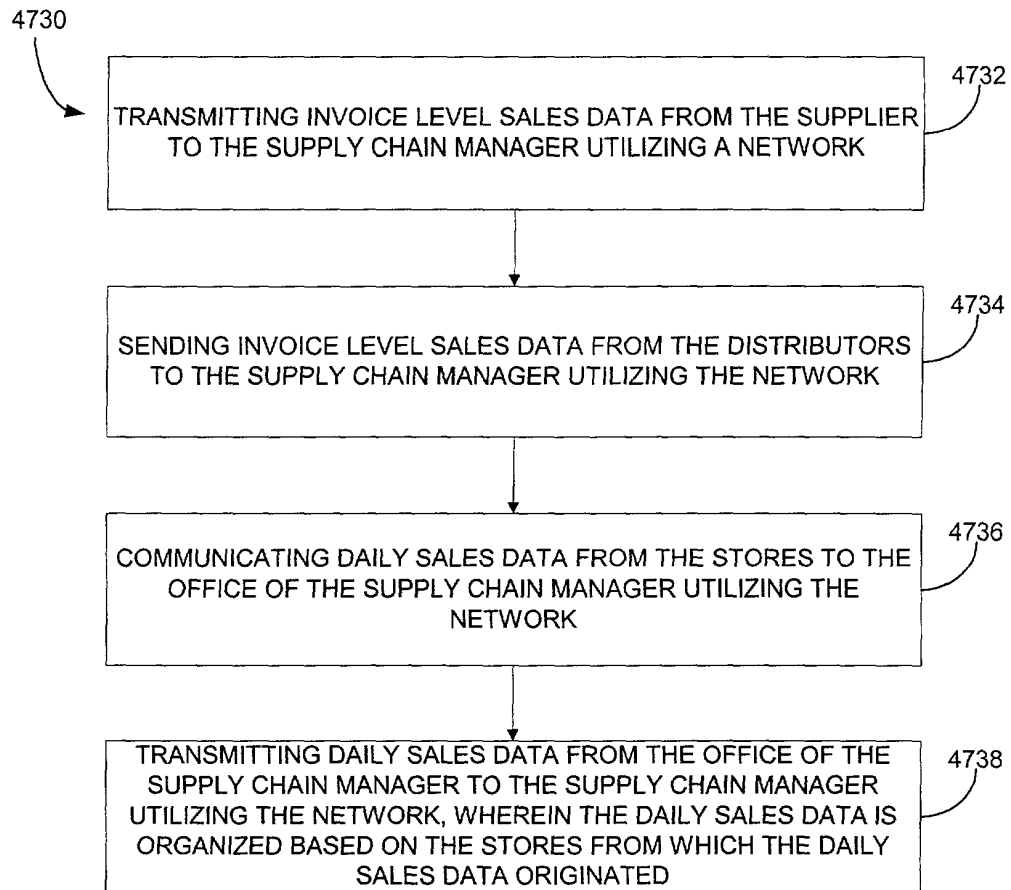 4730
4732
TRANSMITTING INVOICE LEVEL SALES DATA FROM THE SUPPLIER
TO THE SUPPLY CHAIN MANAGER UTILIZING A NETWORK
4734
SENDING INVOICE LEVEL SALES DATA FROM THE DISTRIBUTORS
TO THE SUPPLY CHAIN MANAGER UTILIZING THE NETWORK
4736
COMMUNICATING DAILY SALES DATA FROM THE STORES TO THE
OFFICE OF THE SUPPLY CHAIN MANAGER UTILIZING THE
NETWORK
4738
TRANSMITTING DAILY SALES DATA FROM THE OFFICE OF THE
SUPPLY CHAIN MANAGER TO THE SUPPLY CHAIN MANAGER
UTILIZING THE NETWORK, WHEREIN THE DAILY SALES DATA IS
ORGANIZED BASED ON THE STORES FROM WHICH THE DAILY
SALES DATA ORIGINATED